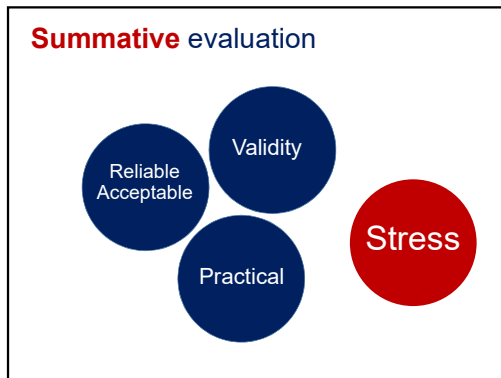 Summative evaluation
Validity
Reliable
Acceptable
Stress
Practical